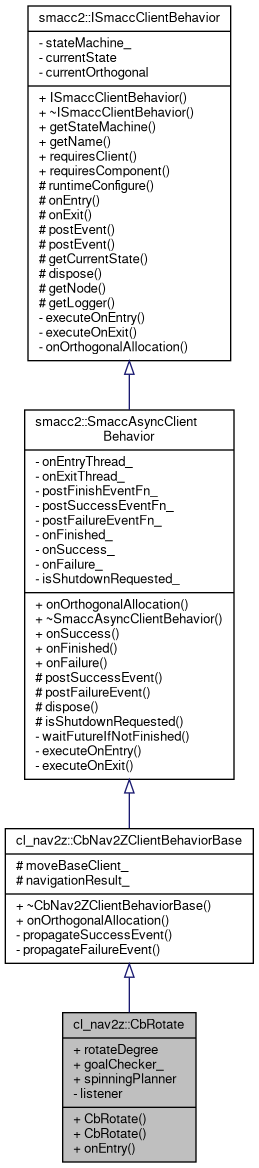 smacc2::ISmaccClientBehavior
- stateMachine_
- currentState
- currentOrthogonal
+ ISmaccClientBehavior()
+ ~ISmaccClientBehavior()
+ getStateMachine()
+ getName()
+ requiresClient()
+ requiresComponent()
# runtimeConfigure()
# onEntry()
# onExit()
# postEvent()
# postEvent()
# getCurrentState()
# dispose()
# getNode()
# getLogger()
- executeOnEntry()
- executeOnExit()
- onOrthogonalAllocation()
smacc2::SmaccAsyncClient
Behavior
- onEntryThread_
- onExitThread_
- postFinishEventFn_
- postSuccessEventFn_
- postFailureEventFn_
- onFinished_
- onSuccess_
- onFailure_
- isShutdownRequested_
+ onOrthogonalAllocation()
+ ~SmaccAsyncClientBehavior()
+ onSuccess()
+ onFinished()
+ onFailure()
# postSuccessEvent()
# postFailureEvent()
# dispose()
# isShutdownRequested()
- waitFutureIfNotFinished()
- executeOnEntry()
- executeOnExit()
cl_nav2z::CbNav2ZClientBehaviorBase
# moveBaseClient_
# navigationResult_
+ ~CbNav2ZClientBehaviorBase()
+ onOrthogonalAllocation()
- propagateSuccessEvent()
- propagateFailureEvent()
cl_nav2z::CbRotate
+ rotateDegree
+ goalChecker_
+ spinningPlanner
- listener
+ CbRotate()
+ CbRotate()
+ onEntry()